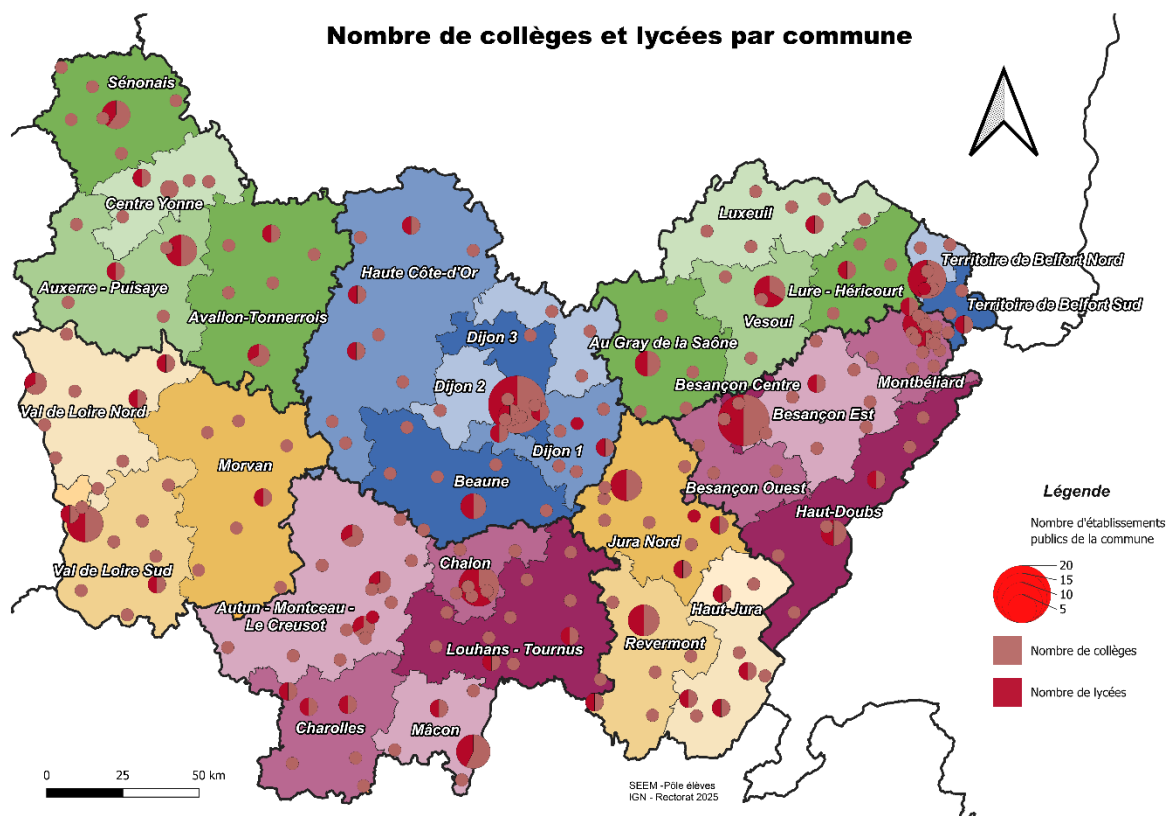 Nombre de collèges et lycées par commune
Sénonais
Centre Yonne
Luxeuil
Haute Côte-d'Or
Territoire de Belfort Nord
Auxerre - Puisaye
Lure - Héricourt
Territoire de Belfort Sud
Avallon-Tonnerrois
Vesoul
Dijon 3
Au Gray de la Saône
Dijon 2
Besançon Centre
Montbéliard
Val de Loire Nord
Besançon Est
Dijon 1
Morvan
Beaune
Besançon Ouest
Haut-Doubs
Jura Nord
Chalon
Val de Loire Sud
Autun - Montceau -
Le Creusot
Haut-Jura
Louhans - Tournus
Revermont
Charolles
Mâcon
Légende
Nombre d'établissements
publics de la commune
20
15
10
5
Nombre de collèges
Nombre de lycées
0 25 50 km
SEEM -Pôle élèves
IGN - Rectorat 2025